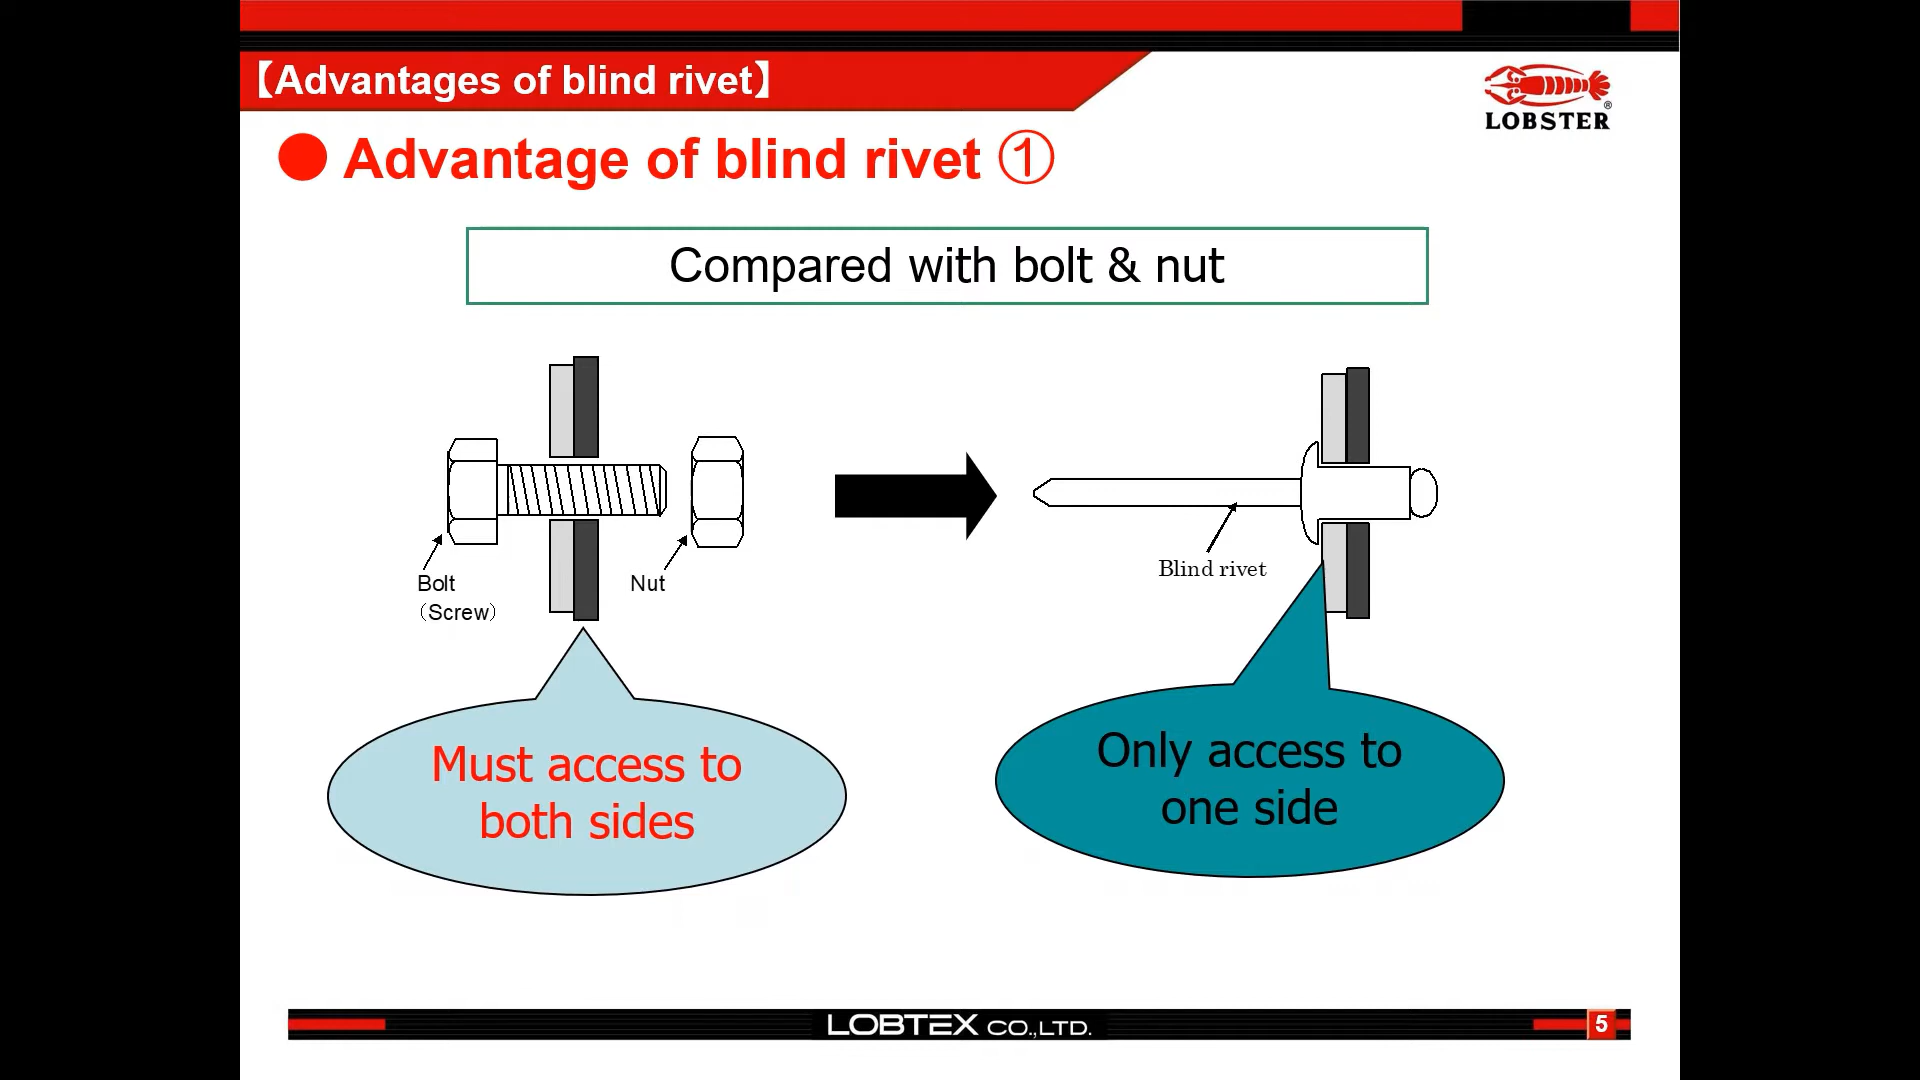 【Advantages of blind rivet】
LOBSTER
® 
● Advantage of blind rivet ①
Compared with bolt & nut
Bolt
（Screw）
Nut
Blind rivet
Must access to
both sides
Only access to
one side
LOBTEX CO.,LTD.
5